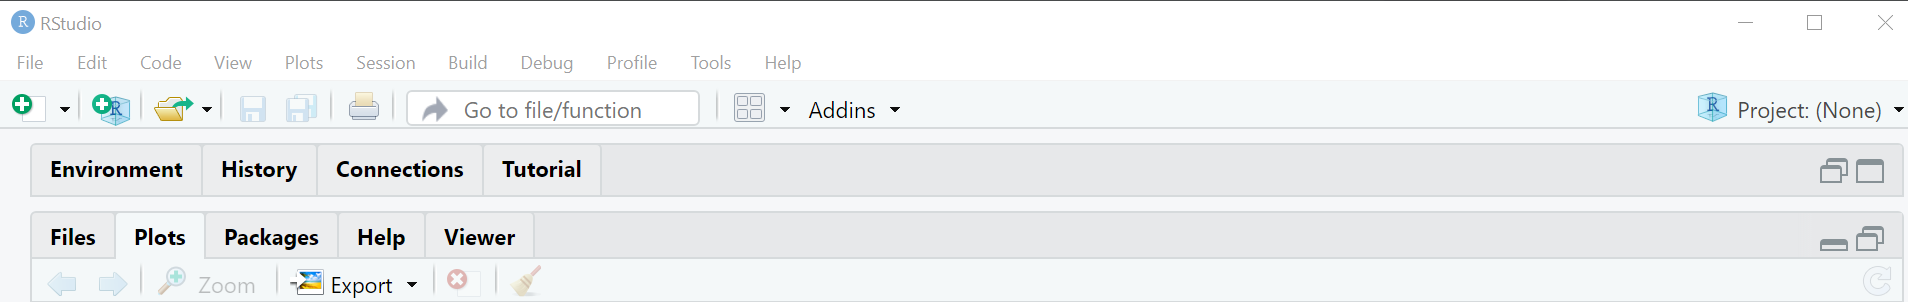 R RStudio
File Edit Code View Plots Session Build Debug Profile Tools Help
R Go to file/function Addins R Project: (None)
Environment History Connections Tutorial
Files Plots Packages Help Viewer
Zoom Export